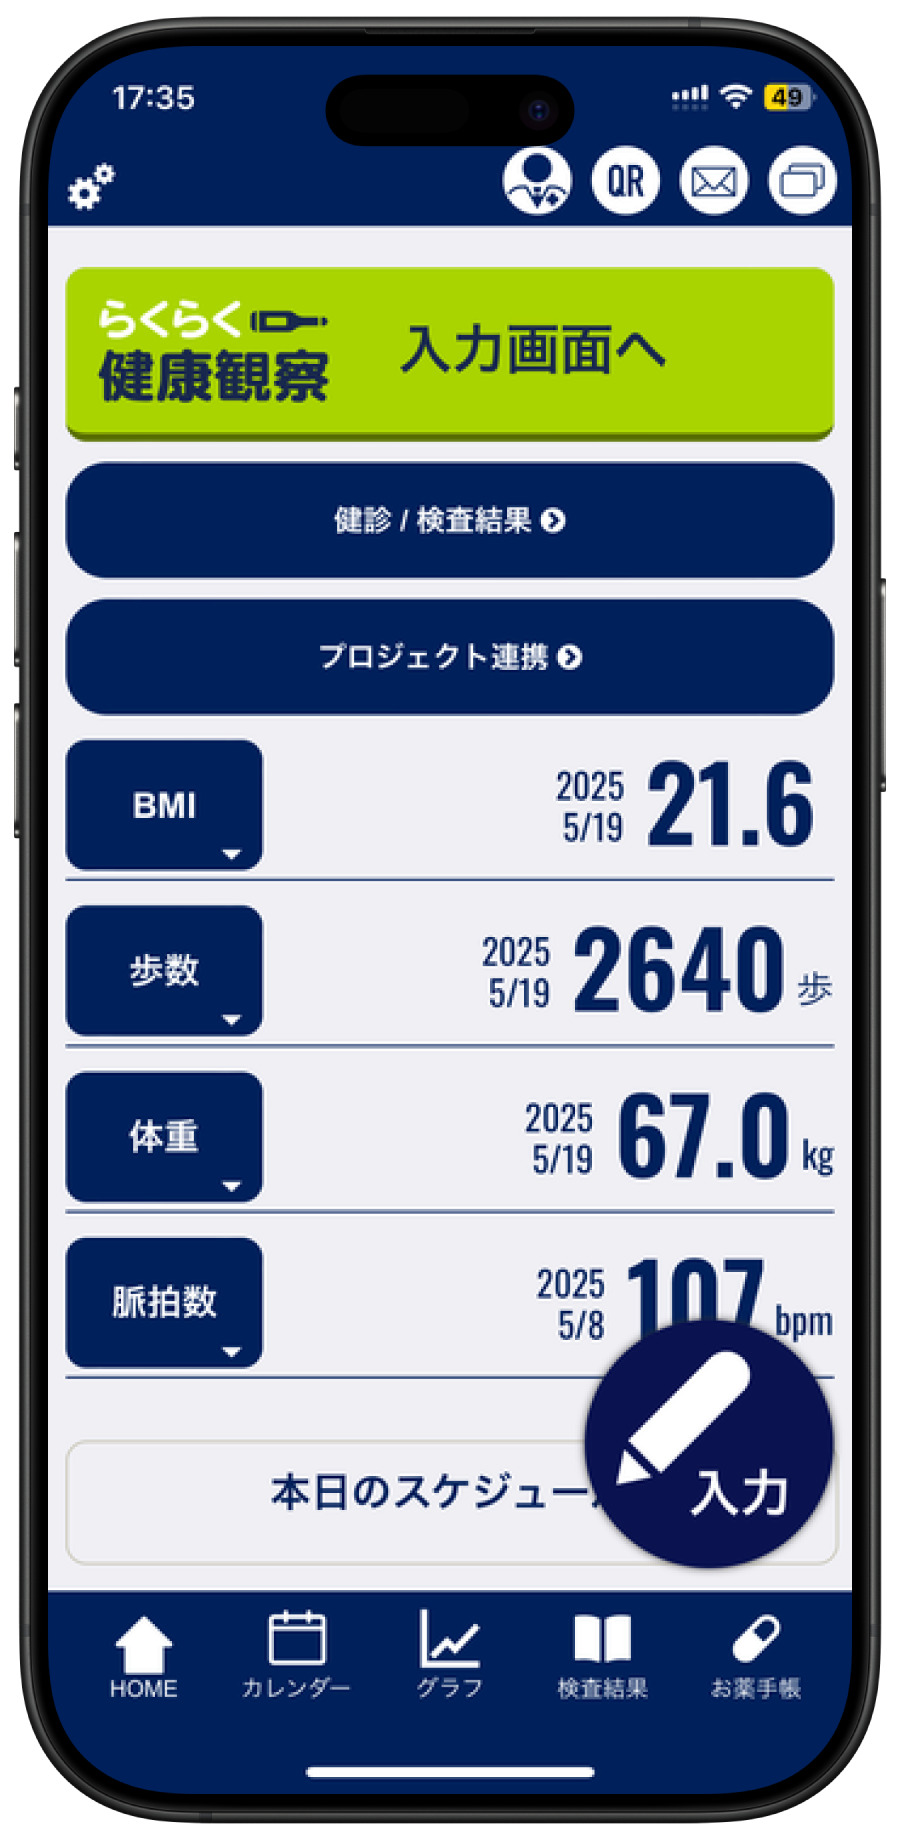 17:35
49
QR
らくらく
健康観察
入力画面へ
健診 / 検査結果
プロジェクト連携
BMI
2025
5/19
21.6
歩数
2025
5/19
2640 歩
体重
2025
5/19
67.0 kg
脈拍数
2025
5/8
107 bpm
本日のスケジュー
入力
HOME
カレンダー
グラフ
検査結果
お薬手帳